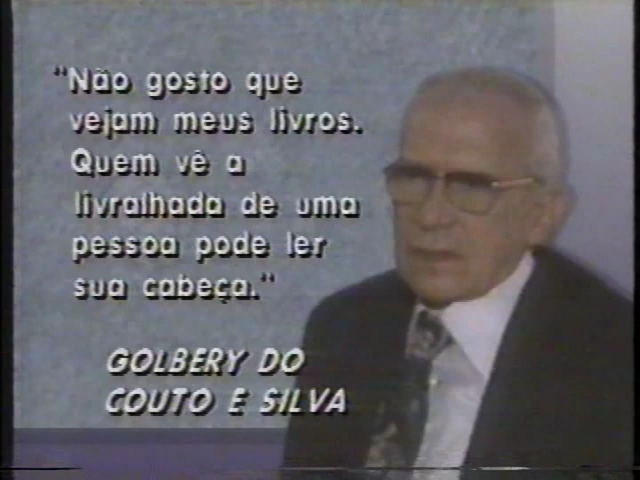 "Não gosto que
vejam meus livros.
Quem vê a
livralhada de uma
pessoa pode ler
sua cabeça."
GOLBERY DO
COUTO E SILVA